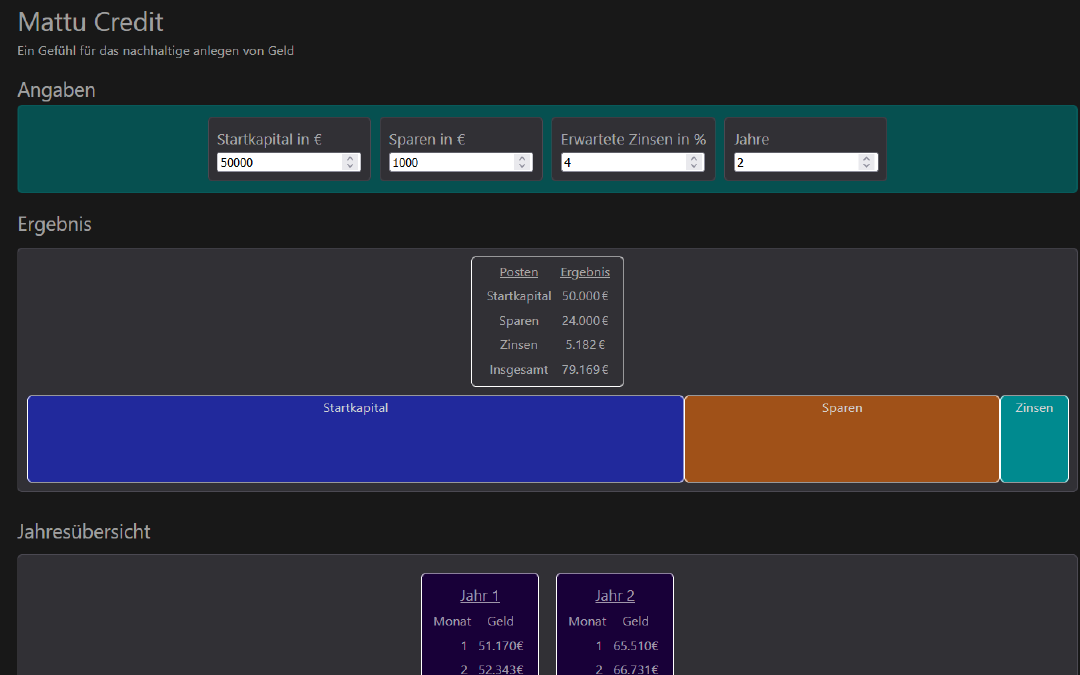 Mattu Credit
Ein Gefühl für das nachhaltige anlegen von Geld
Angaben
Startkapital in € Sparen in € Erwartete Zinsen in % Jahre
50000 1000 4 2
Ergebnis
Posten Ergebnis
Startkapital 50.000 €
Sparen 24.000 €
Zinsen 5.182 €
Insgesamt 79.169 €
Startkapital Sparen Zinsen
Jahresübersicht
Jahr 1 Jahr 2
Monat Geld Monat Geld
1 51.170€ 1 65.510€
2 52.343€ 2 66.731€